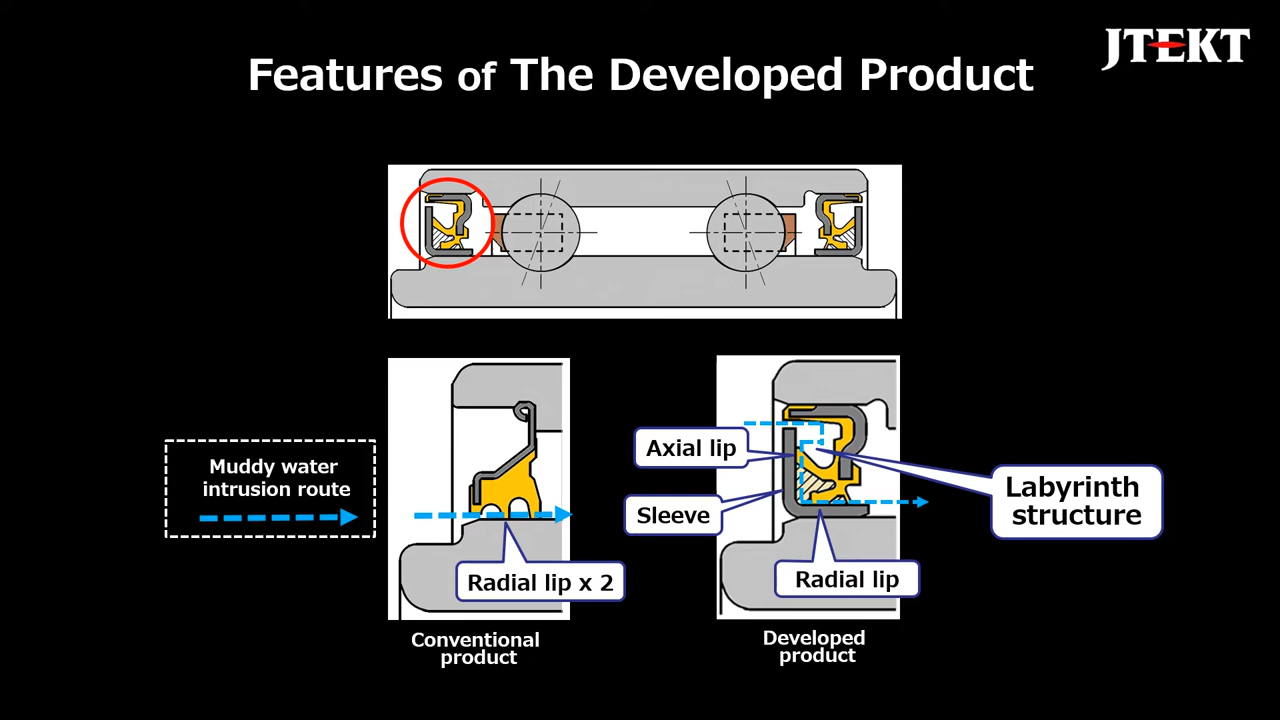 JTEKT
Features of The Developed Product
Muddy water
intrusion route
Axial lip
Sleeve
Labyrinth
structure
Radial lip x 2
Radial lip
Conventional
product
Developed
product